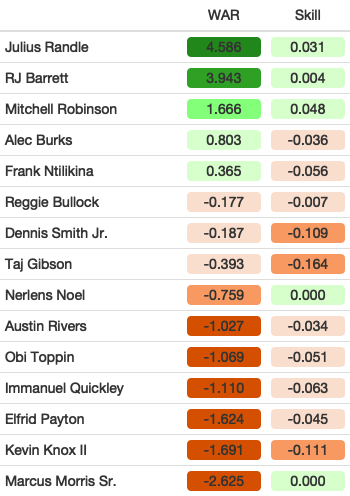 WAR Skill
Julius Randle 4.586 0.031
RJ Barrett 3.943 0.004
Mitchell Robinson 1.666 0.048
Alec Burks 0.803 -0.036
Frank Ntilikina 0.365 -0.056
Reggie Bullock -0.177 -0.007
Dennis Smith Jr. -0.187 -0.109
Taj Gibson -0.393 -0.164
Nerlens Noel -0.759 0.000
Austin Rivers -1.027 -0.034
Obi Toppin -1.069 -0.051
Immanuel Quickley -1.110 -0.063
Elfrid Payton -1.624 -0.045
Kevin Knox II -1.691 -0.111
Marcus Morris Sr. -2.625 0.000